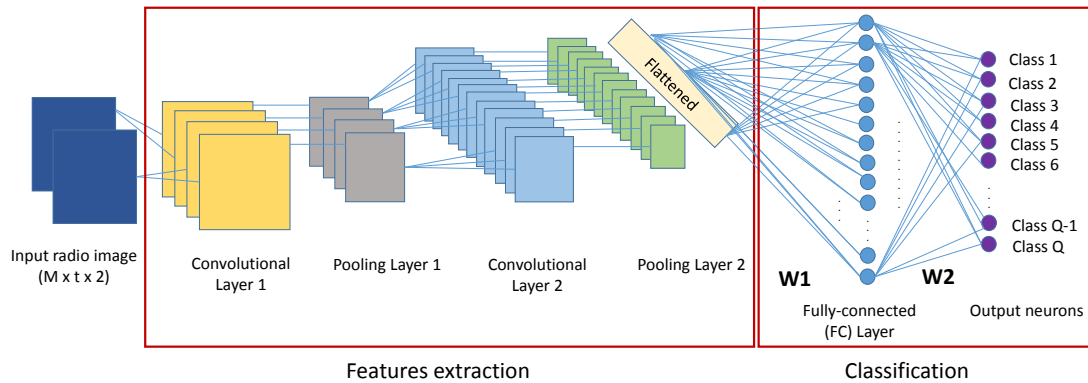 Input radio image
(M x t x 2)
Convolutional
Layer 1
Pooling Layer 1
Convolutional
Layer 2
Pooling Layer 2
Flattened
Features extraction
W1
Fully-connected
(FC) Layer
W2
Class 1
Class 2
Class 3
Class 4
Class 5
Class 6
Class Q-1
Class Q
Output neurons
Classification